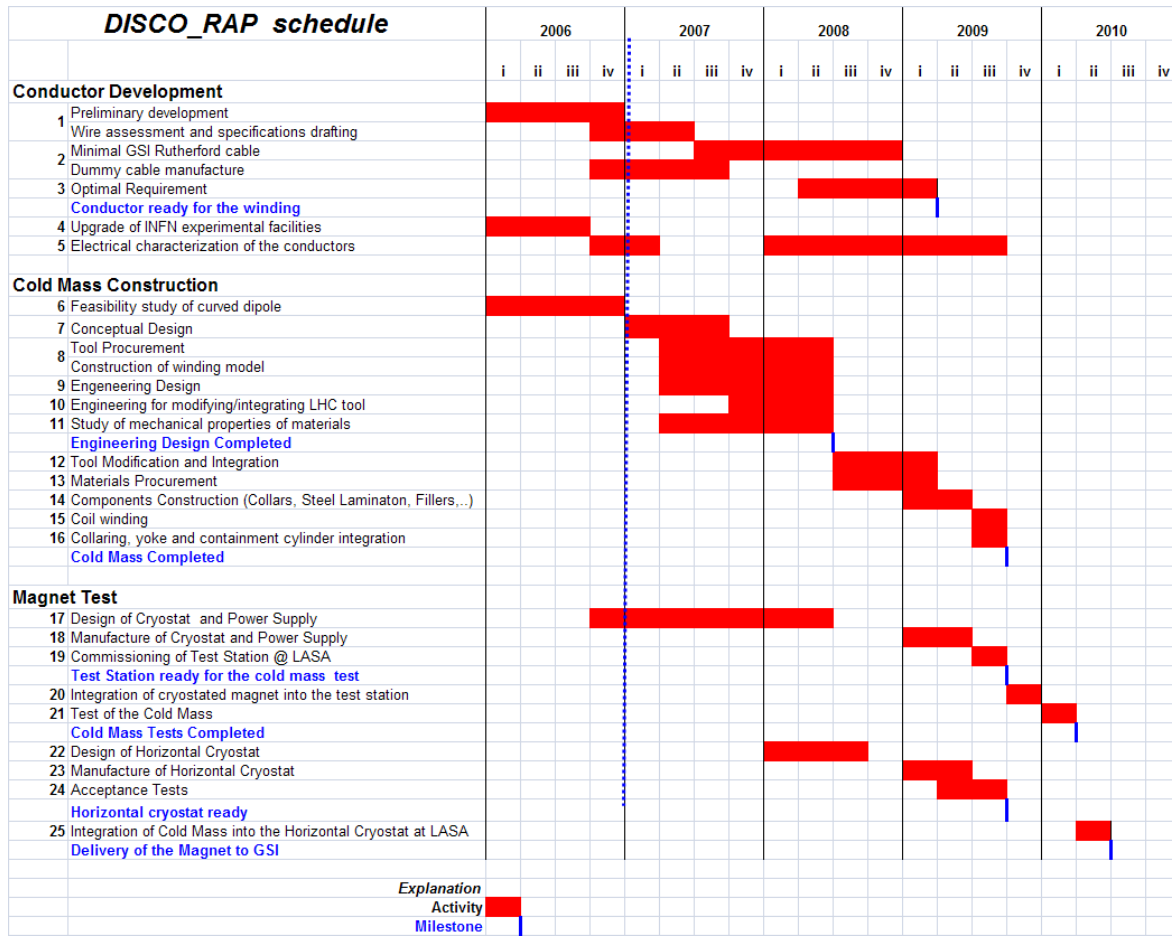 DISCO_RAP schedule
2006 2007 2008 2009 2010
i ii iii iv i ii iii iv i ii iii iv i ii iii iv i ii iii iv
Conductor Development
1 Preliminary development
Wire assessment and specifications drafting
2 Minimal GSI Rutherford cable
Dummy cable manufacture
3 Optimal Requirement
Conductor ready for the winding
4 Upgrade of INFN experimental facilities
5 Electrical characterization of the conductors
Cold Mass Construction
6 Feasibility study of curved dipole
7 Conceptual Design
8 Tool Procurement
Construction of winding model
9 Engeneering Design
10 Engineering for modifying/integrating LHC tool
11 Study of mechanical properties of materials
Engineering Design Completed
12 Tool Modification and Integration
13 Materials Procurement
14 Components Construction (Collars, Steel Laminaton, Fillers,..)
15 Coil winding
16 Collaring, yoke and containment cylinder integration
Cold Mass Completed
Magnet Test
17 Design of Cryostat and Power Supply
18 Manufacture of Cryostat and Power Supply
19 Commissioning of Test Station @ LASA
Test Station ready for the cold mass test
20 Integration of cryostated magnet into the test station
21 Test of the Cold Mass
Cold Mass Tests Completed
22 Design of Horizontal Cryostat
23 Manufacture of Horizontal Cryostat
24 Acceptance Tests
Horizontal cryostat ready
25 Integration of Cold Mass into the Horizontal Cryostat at LASA
Delivery of the Magnet to GSI
Explanation
Activity
Milestone